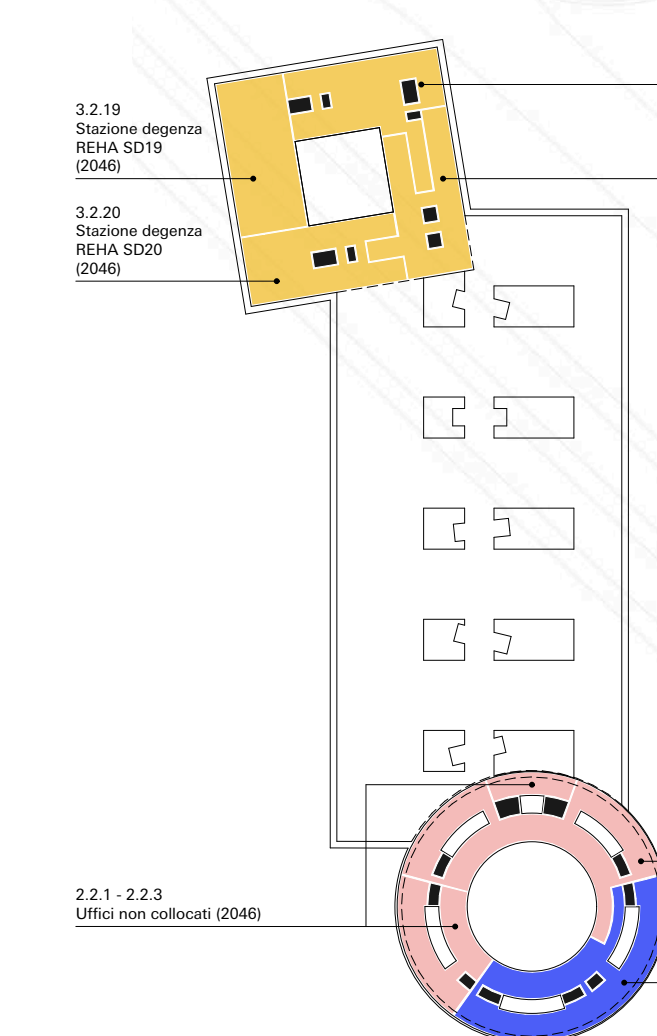 3.2.19
Stazione degenza
REHA SD19
(2046)
3.2.20
Stazione degenza
REHA SD20
(2046)
2.2.1 - 2.2.3
Uffici non collocati (2046)